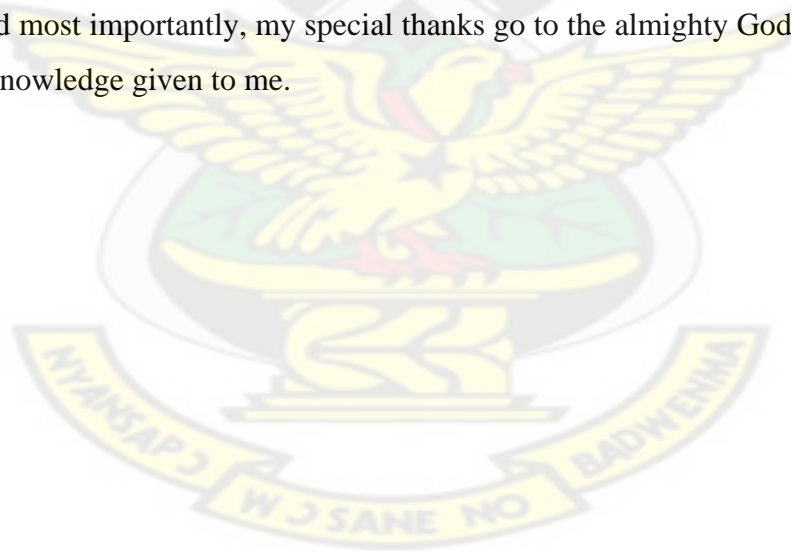 d most importantly, my special thanks go to the almighty God
nowledge given to me.
NYANSAPƆ WƆSANE NO BADWENMA